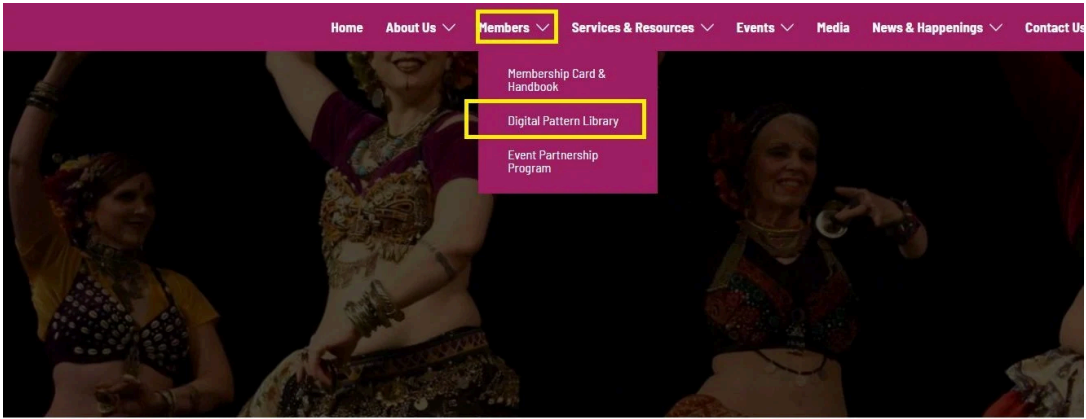 Home About Us Members Services & Resources Events Media News & Happenings Contact Us
Membership Card &
Handbook
Digital Pattern Library
Event Partnership
Program